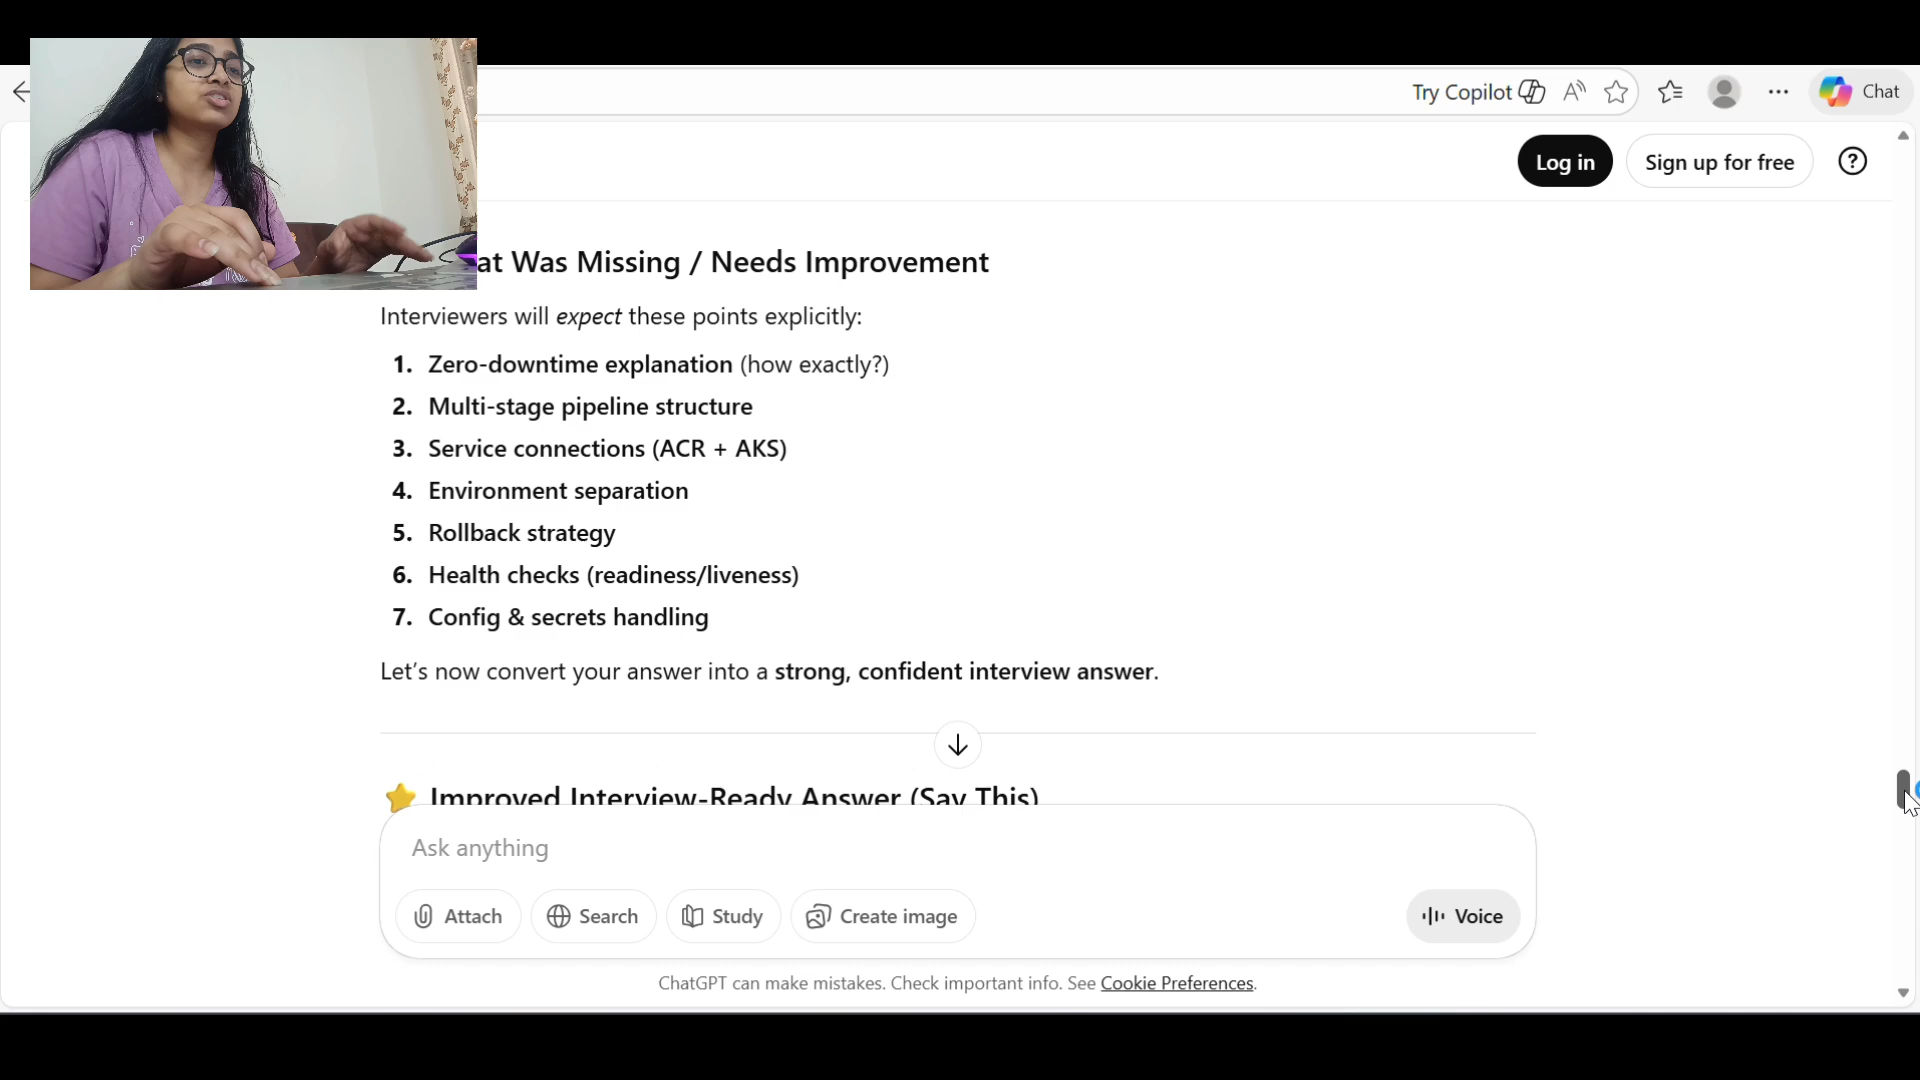 Try Copilot
Chat
Log in
Sign up for free
at Was Missing / Needs Improvement
Interviewers will expect these points explicitly:
1. Zero-downtime explanation (how exactly?)
2. Multi-stage pipeline structure
3. Service connections (ACR + AKS)
4. Environment separation
5. Rollback strategy
6. Health checks (readiness/liveness)
7. Config & secrets handling
Let’s now convert your answer into a strong, confident interview answer.
Improved Interview-Ready Answer (Say This)
Ask anything
Attach
Search
Study
Create image
Voice
ChatGPT can make mistakes. Check important info. See Cookie Preferences.